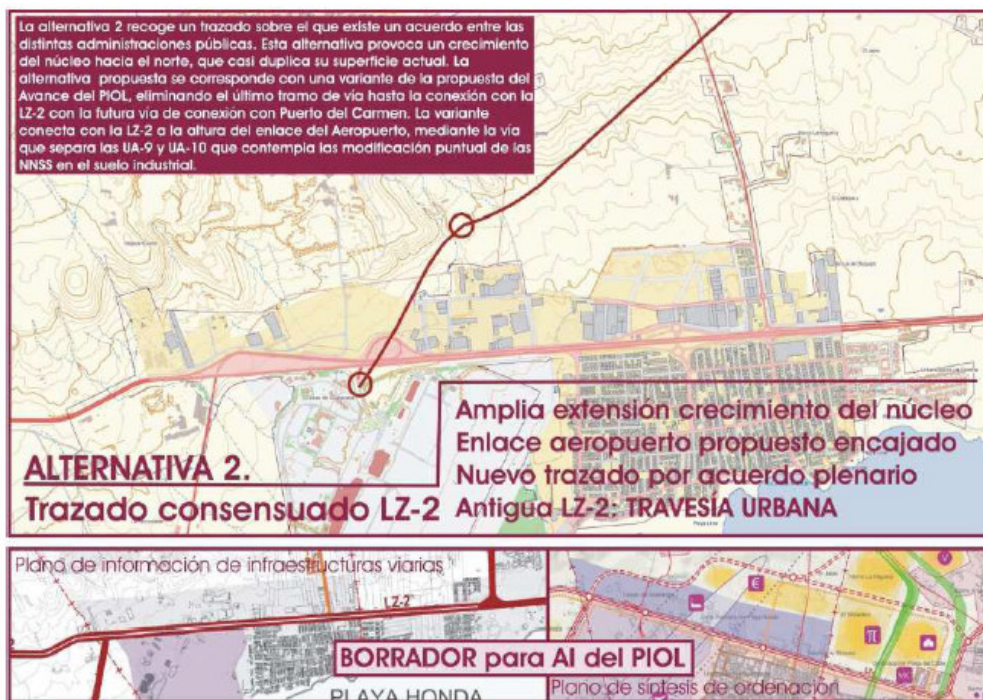 La alternativa 2 recoge un trazado sobre el que existe un acuerdo entre las
distintas administraciones públicas. Esta alternativa provoca un crecimiento
del núcleo hacia el norte, que casi duplica su superficie actual. La
alternativa propuesta se corresponde con una variante de la propuesta del
Avance del PIOL, eliminando el último tramo de vía hasta la conexión con la
LZ-2 con la futura vía de conexión con Puerto del Carmen. La variante
conecta con la LZ-2 a la altura del enlace del Aeropuerto, mediante la vía
que separa las UA-9 y UA-10 que contempla las modificación puntual de las
NNSS en el suelo industrial.
ALTERNATIVA 2.
Trazado consensuado LZ-2
Amplia extensión crecimiento del núcleo
Enlace aeropuerto propuesto encajado
Nuevo trazado por acuerdo plenario
Antigua LZ-2: TRAVESÍA URBANA
Plano de información de infraestructuras viarias
LZ-2
BORRADOR para AI del PIOL
PLAYA HONDA
Plano de síntesis de ordenación